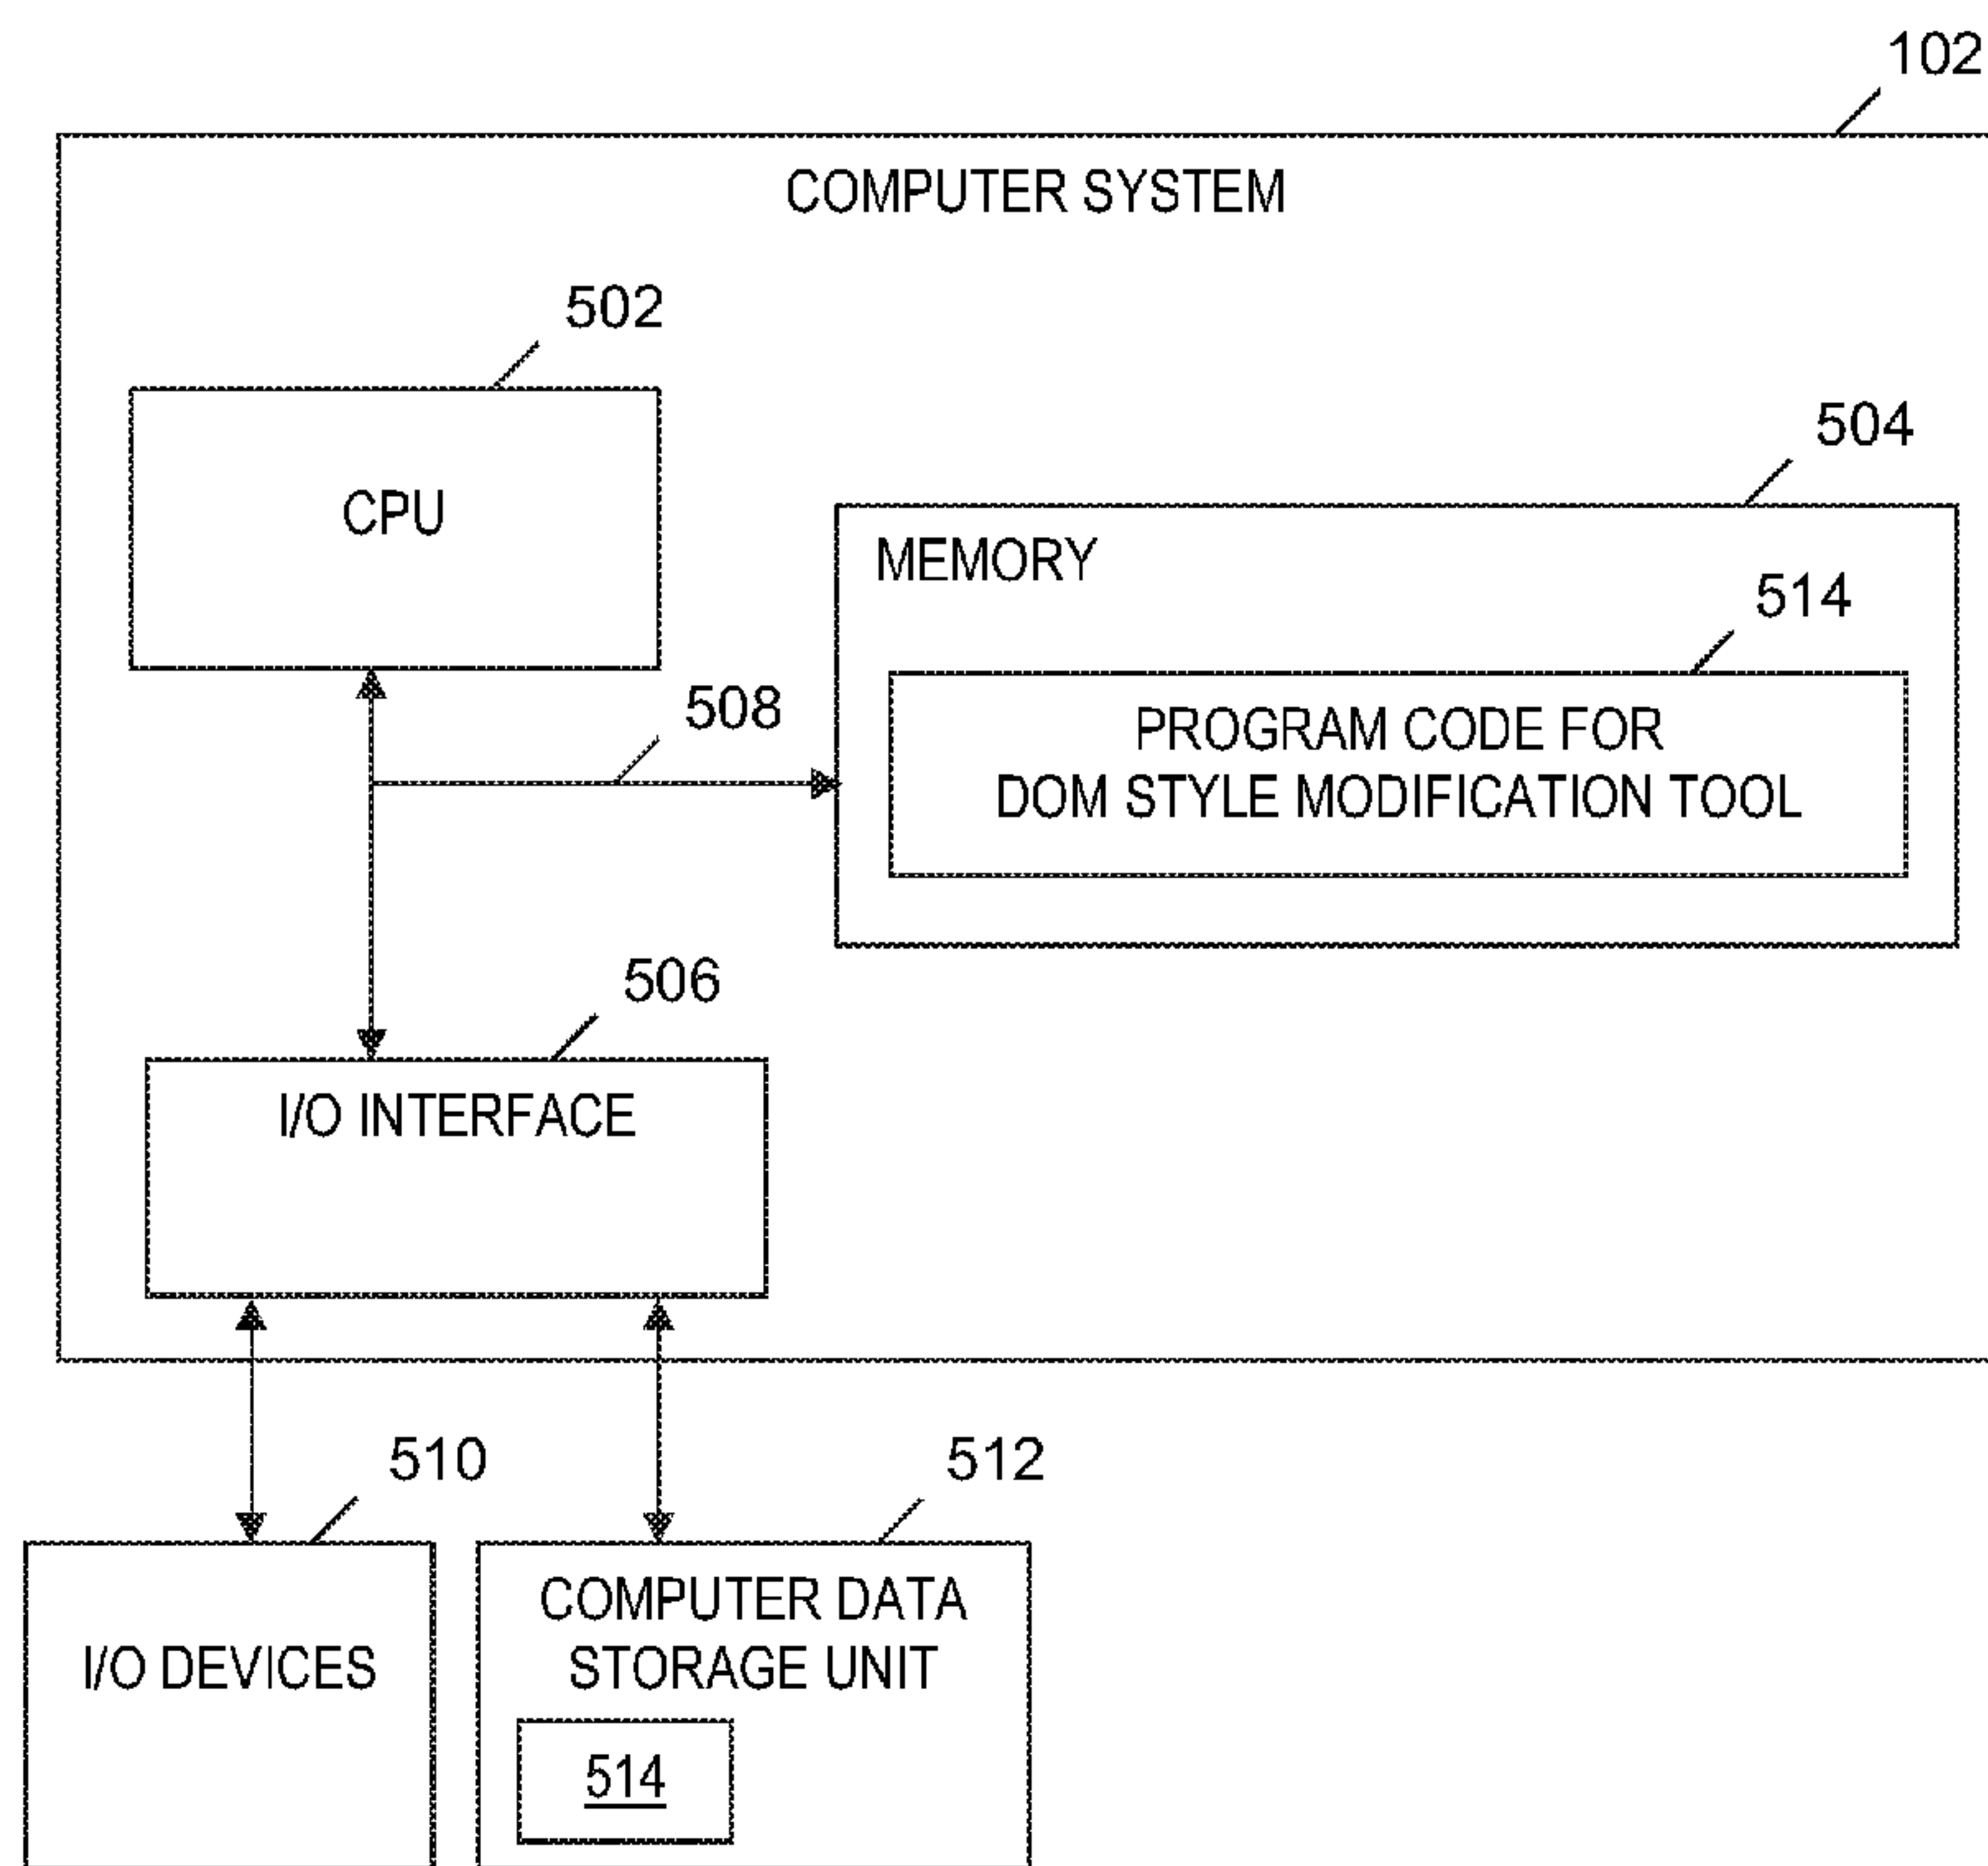 102
COMPUTER SYSTEM
502
CPU
504
MEMORY
514
PROGRAM CODE FOR
DOM STYLE MODIFICATION TOOL
508
506
I/O INTERFACE
510
I/O DEVICES
512
COMPUTER DATA
STORAGE UNIT
514